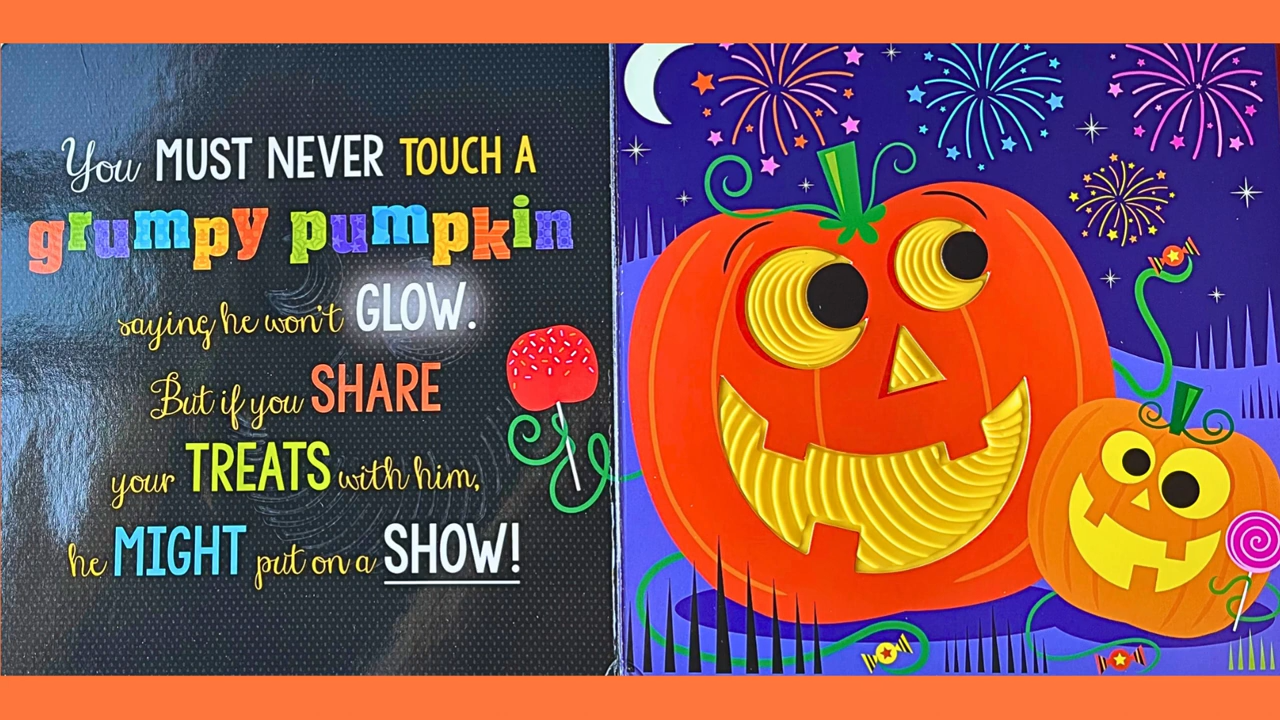 You MUST NEVER TOUCH A
grumpy pumpkin
saying he won't GLOW.
But if you SHARE
your TREATS with him,
he MIGHT put on a SHOW!